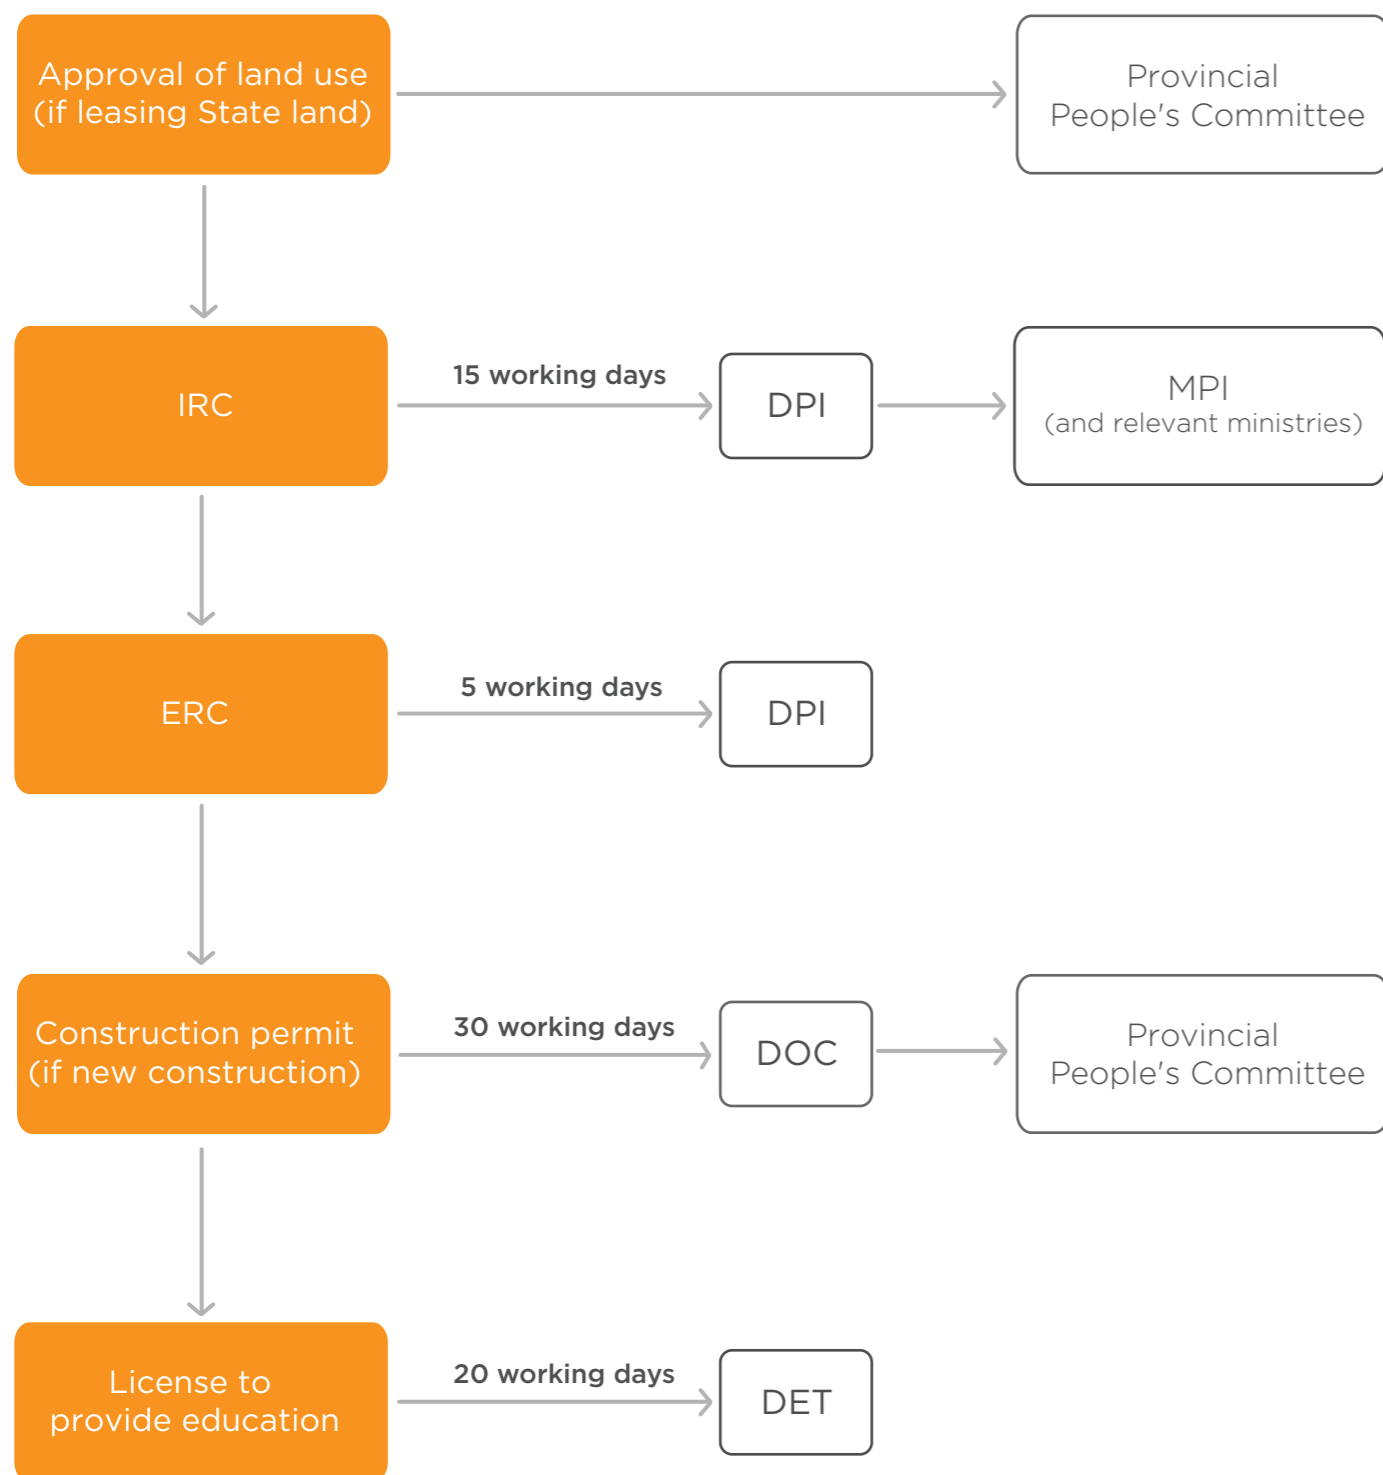 Approval of land use
(if leasing State land)
Provincial
People's Committee
IRC
15 working days
DPI
MPI
(and relevant ministries)
ERC
5 working days
DPI
Construction permit
(if new construction)
30 working days
DOC
Provincial
People's Committee
License to
provide education
20 working days
DET